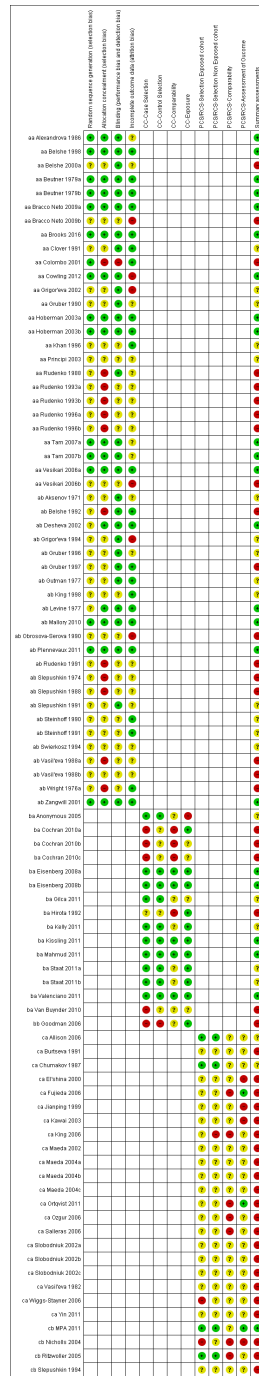 Random sequence generation (selection bias)
Allocation concealment (selection bias)
Blinding (performance bias and detection bias)
Incomplete outcome data (attrition bias)
CC-Case Selection
CC-Control Selection
CC-Comparability
CC-Exposure
PCS/RCS-Selection Exposed cohort
PCS/RCS-Selection Non Exposed cohort
PCS/RCS-Comparability
PCS/RCS-Assessment of Outcome
Summary assessments
aa Alexandrova 1986
aa Belshe 1998
aa Belshe 2000a
aa Beutner 1979a
aa Beutner 1979b
aa Bracco Neto 2009a
aa Bracco Neto 2009b
aa Brooks 2016
aa Clover 1991
aa Colombo 2001
aa Cowling 2012
aa Grigor'eva 2002
aa Gruber 1990
aa Hoberman 2003a
aa Hoberman 2003b
aa Khan 1996
aa Principi 2003
aa Rudenko 1988
aa Rudenko 1993a
aa Rudenko 1993b
aa Rudenko 1996a
aa Rudenko 1996b
aa Tam 2007a
aa Tam 2007b
aa Vesikari 2006a
aa Vesikari 2006b
ab Aksenov 1971
ab Belshe 1992
ab Desheva 2002
ab Grigor'eva 1994
ab Gruber 1996
ab Gruber 1997
ab Gutman 1977
ab King 1998
ab Levine 1977
ab Mallory 2010
ab Obrosova-Serova 1990
ab Plennevaux 2011
ab Rudenko 1991
ab Slepushkin 1974
ab Slepushkin 1988
ab Slepushkin 1991
ab Steinhoff 1990
ab Steinhoff 1991
ab Swierkosz 1994
ab Vasil'eva 1988a
ab Vasil'eva 1988b
ab Wright 1976a
ab Zangwill 2001
ba Anonymous 2005
ba Cochran 2010a
ba Cochran 2010b
ba Cochran 2010c
ba Eisenberg 2008a
ba Eisenberg 2008b
ba Gilca 2011
ba Hirota 1992
ba Kelly 2011
ba Kissling 2011
ba Mahmud 2011
ba Staat 2011a
ba Staat 2011b
ba Valenciano 2011
ba Van Buynder 2010
bb Goodman 2006
ca Allison 2006
ca Burtseva 1991
ca Chumakov 1987
ca El'shina 2000
ca Fujieda 2006
ca Jianping 1999
ca Kawai 2003
ca King 2006
ca Maeda 2002
ca Maeda 2004a
ca Maeda 2004b
ca Maeda 2004c
ca Ortqvist 2011
ca Ozgur 2006
ca Salleras 2006
ca Slobodniuk 2002a
ca Slobodniuk 2002b
ca Slobodniuk 2002c
ca Vasil'eva 1982
ca Wiggs-Stayner 2006
ca Yin 2011
cb MPA 2011
cb Nicholls 2004
cb Ritzwoller 2005
cb Slepushkin 1994